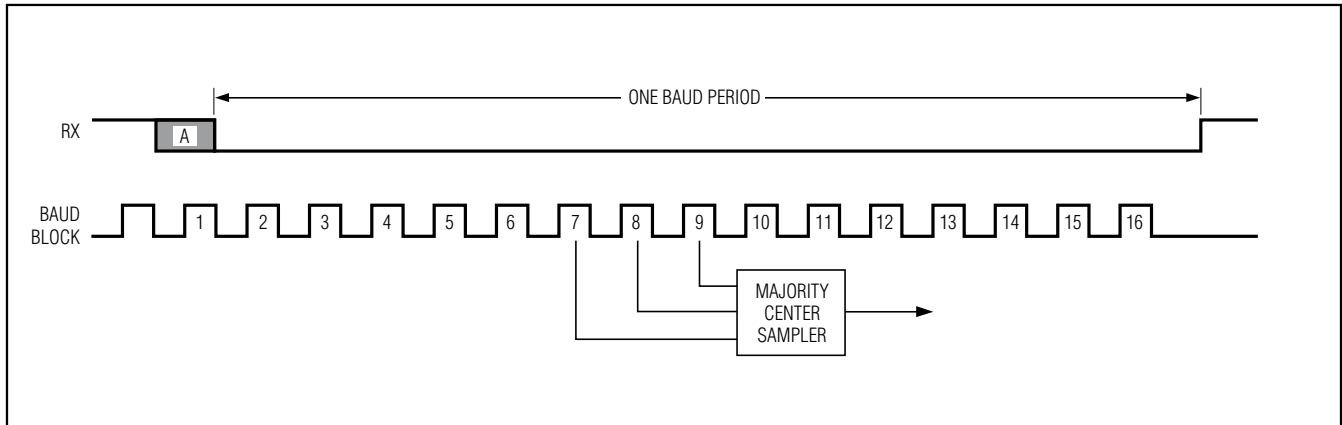 ONE BAUD PERIOD
RX
A
BAUD
BLOCK
1 2 3 4 5 6 7 8 9 10 11 12 13 14 15 16
MAJORITY
CENTER
SAMPLER